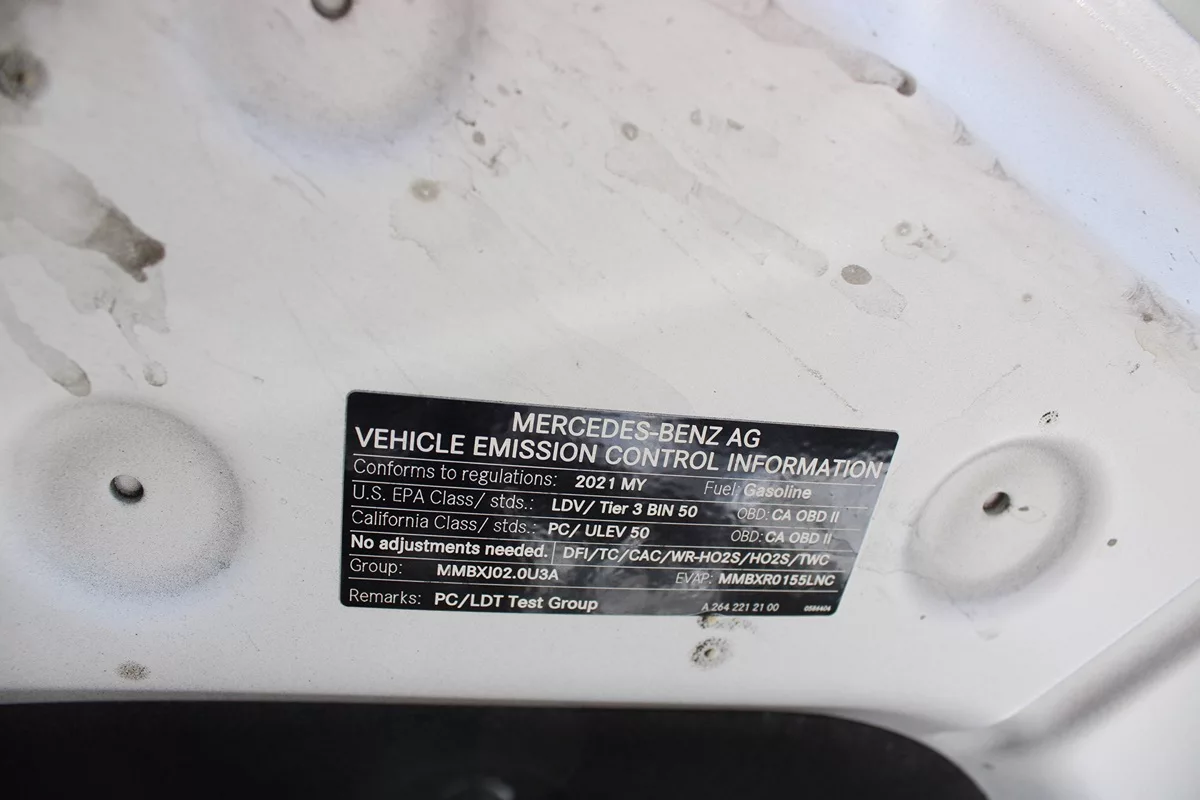 MERCEDES-BENZ AG
VEHICLE EMISSION CONTROL INFORMATION
Conforms to regulations: 2021 MY Fuel: Gasoline
U.S. EPA Class/ stds.: LDV/ Tier 3 BIN 50 OBD: CA OBD II
California Class/ stds.: PC/ ULEV 50 OBD: CA OBD II
No adjustments needed. DFI/TC/CAC/WR-HO2S/HO2S/TWC
Group: MMBXJ02.0U3A EVAP: MMBXR0155LNC
Remarks: PC/LDT Test Group A 264 221 21 00 0586404